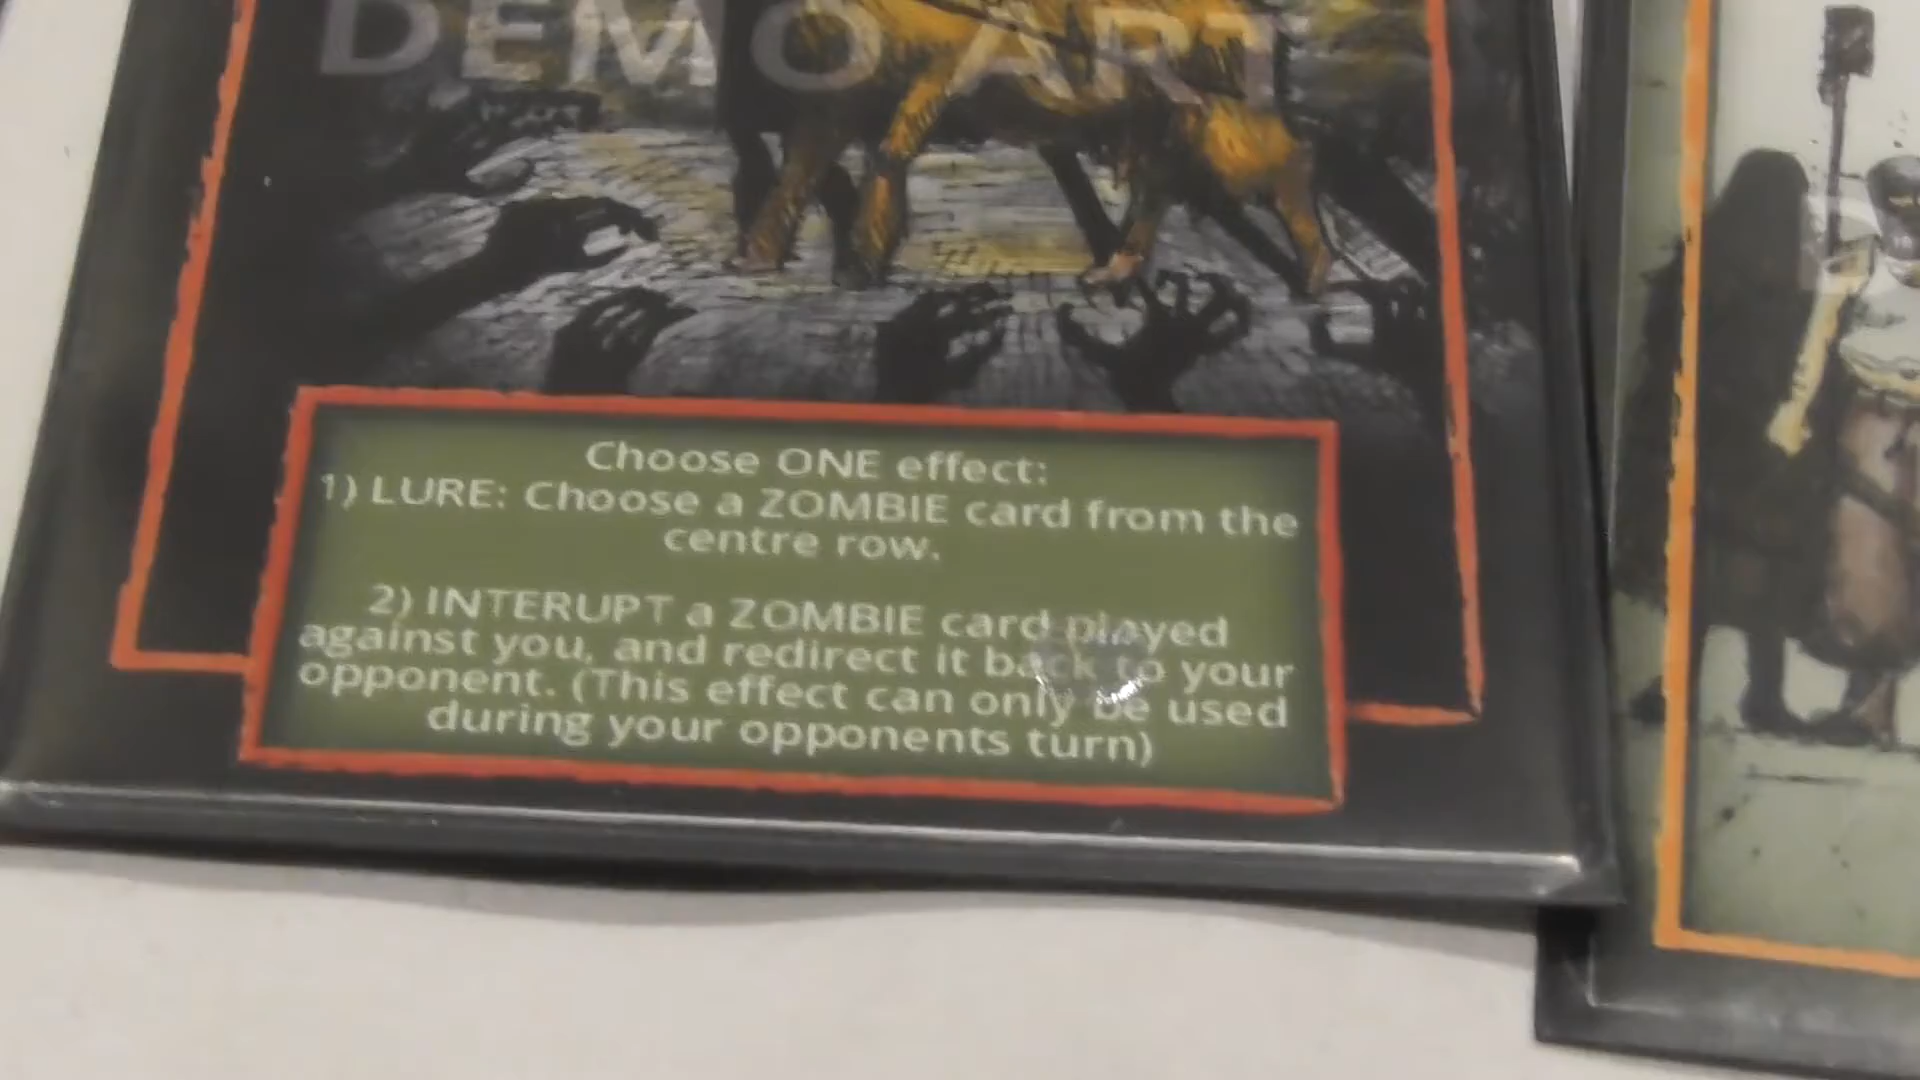 DEMO ART
Choose ONE effect:
1) LURE: Choose a ZOMBIE card from the
centre row.
2) INTERUPT a ZOMBIE card played
against you, and redirect it back to your
opponent. (This effect can only be used
during your opponents turn)